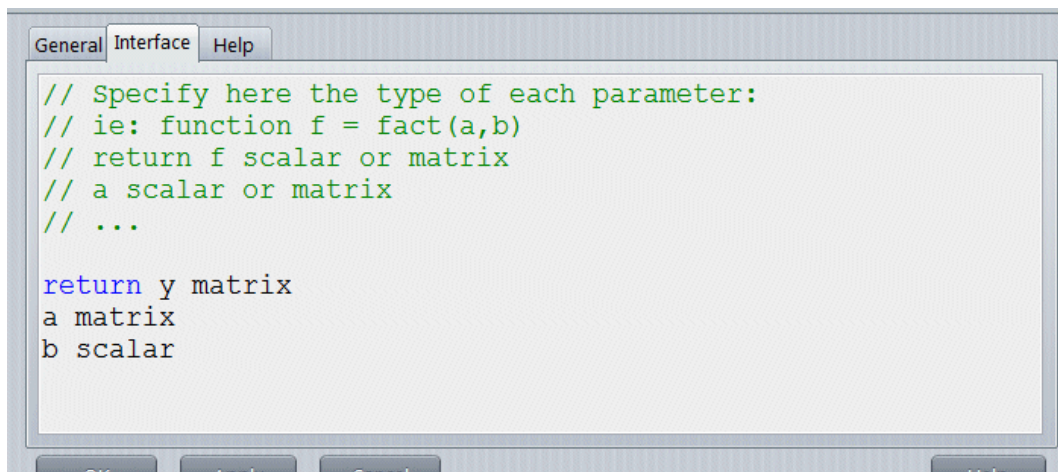 General Interface Help
// Specify here the type of each parameter:
// ie: function f = fact(a,b)
// return f scalar or matrix
// a scalar or matrix
// ...
return y matrix
a matrix
b scalar